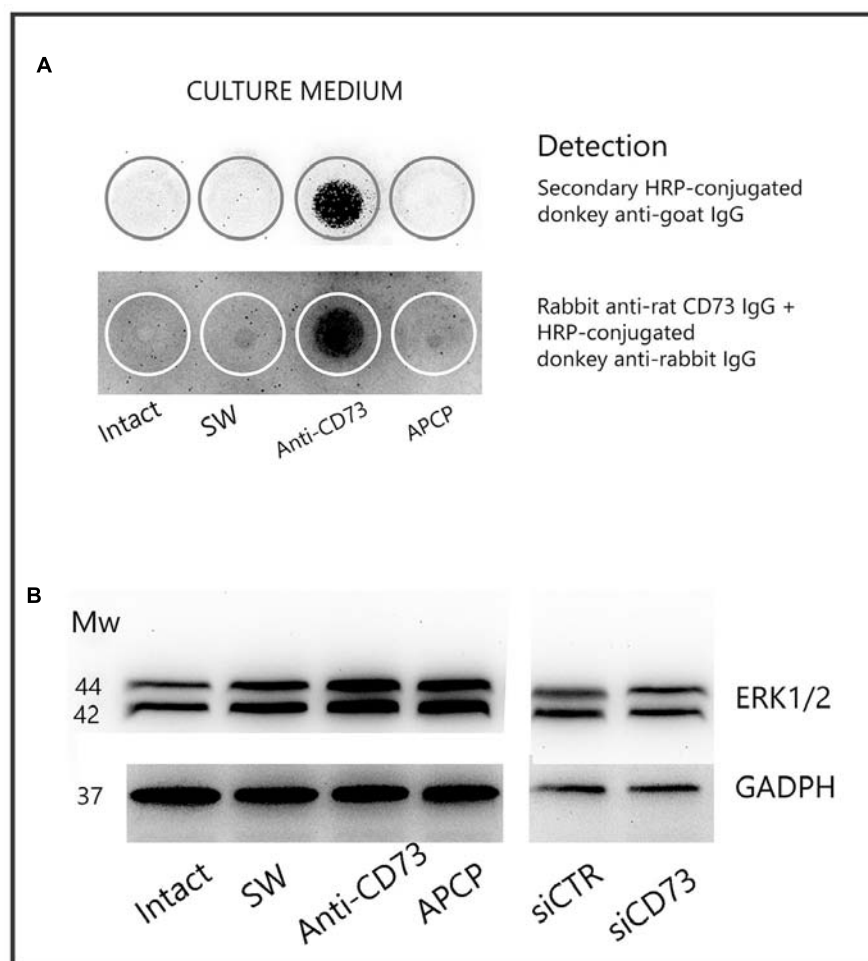 A
CULTURE MEDIUM
Detection
Secondary HRP-conjugated
donkey anti-goat IgG
Rabbit anti-rat CD73 IgG +
HRP-conjugated
donkey anti-rabbit IgG
Intact SW Anti-CD73 APCP
B
Mw
44
42
ERK1/2
37
GADPH
Intact SW Anti-CD73 APCP siCTR siCD73